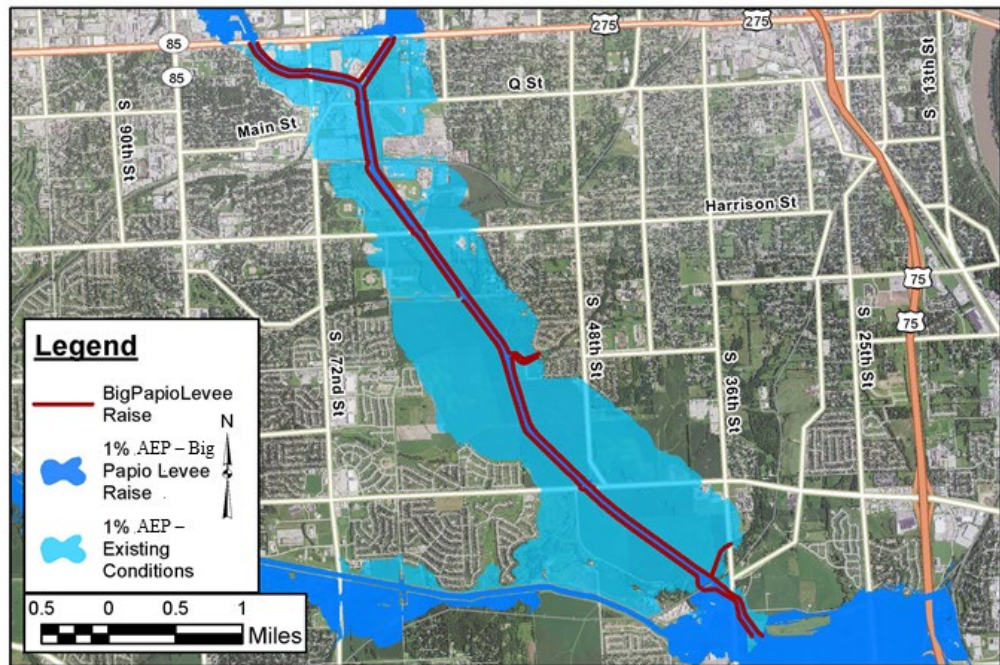 275
275
85
85
S 13th St
Q St
Main St
S 90th St
Harrison St
75
75
S 72nd St
S 48th St
S 36th St
S 25th St
Legend
BigPapioLevee
Raise
N
1% AEP – Big
Papio Levee
Raise
1% AEP –
Existing
Conditions
0.5 0 0.5 1
Miles